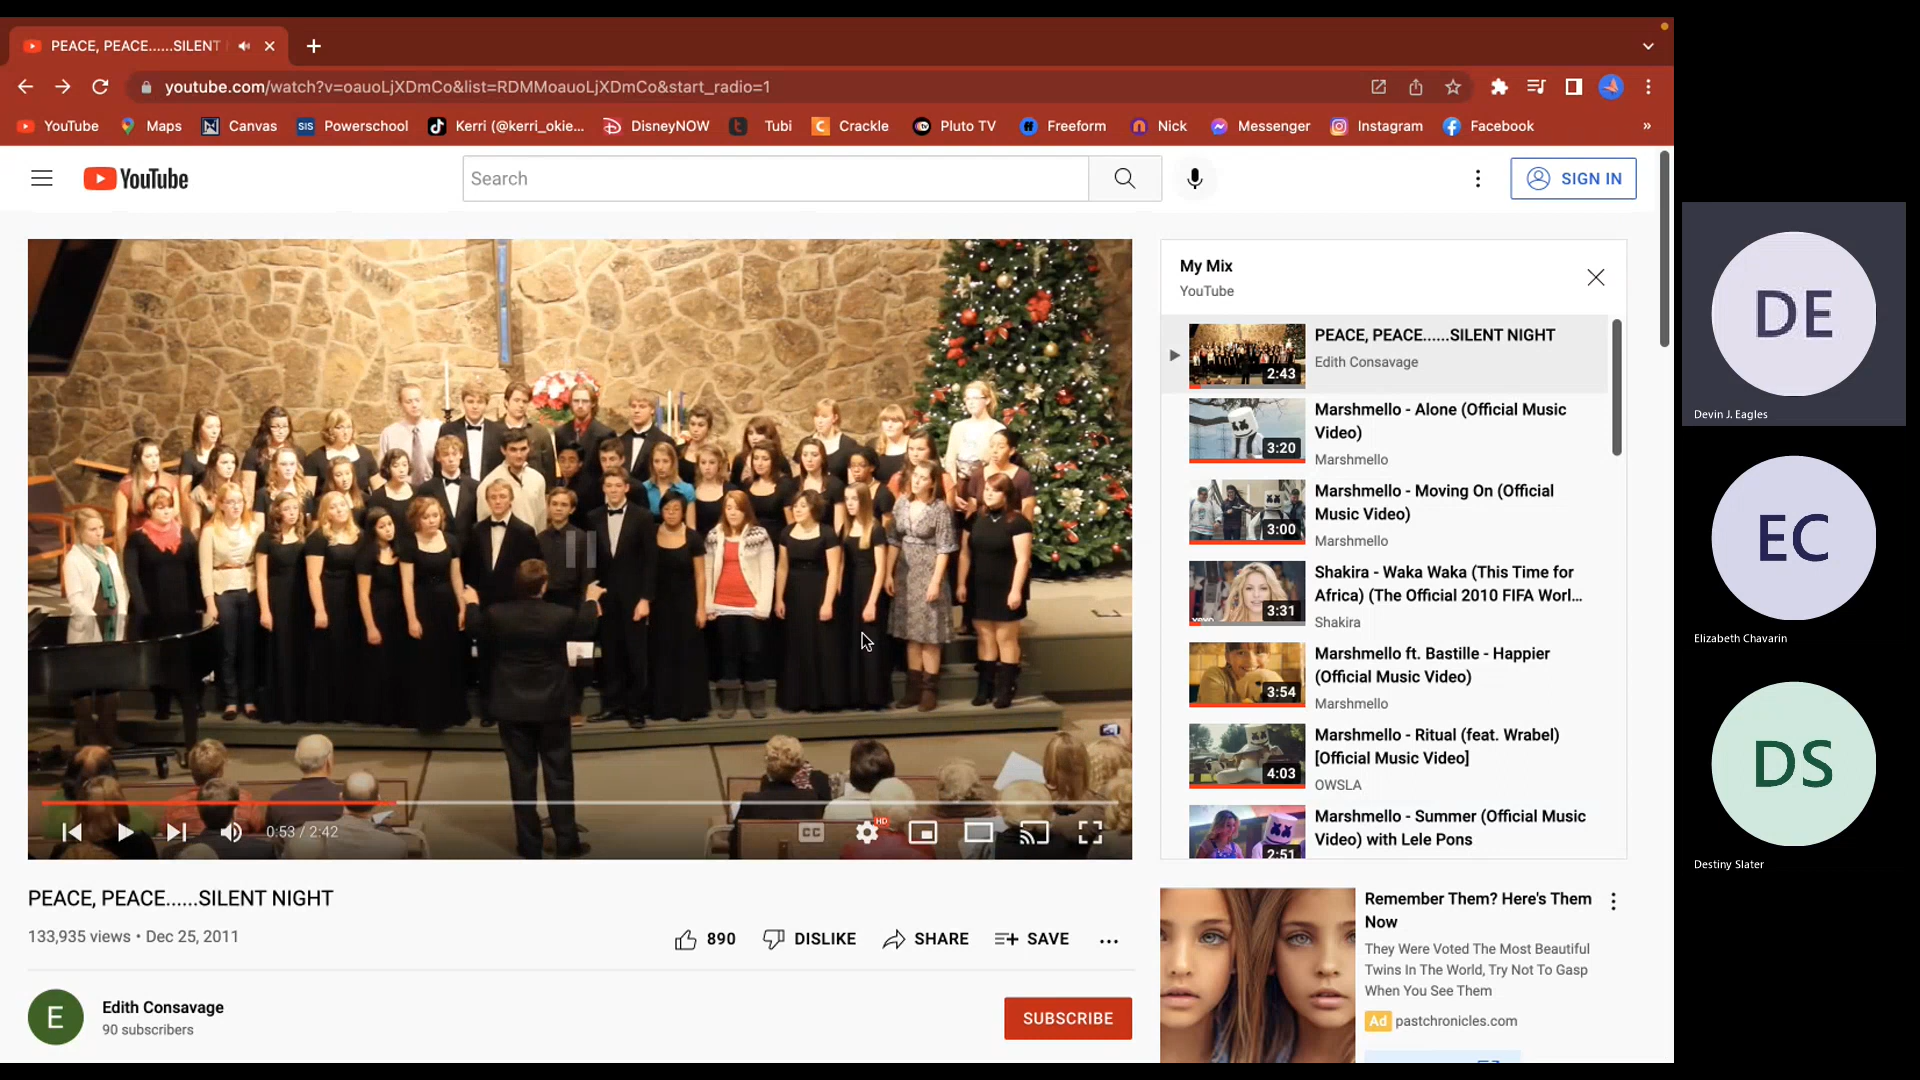 PEACE, PEACE......SILENT
youtube.com/watch?v=oauoLjXDmCo&list=RDMMoauoLjXDmCo&start_radio=1
YouTube Maps Canvas SIS Powerschool Kerri (@kerri_okie... DisneyNOW Tubi Crackle Pluto TV Freeform Nick Messenger Instagram Facebook »
YouTube
Search
SIGN IN
My Mix
YouTube
PEACE, PEACE......SILENT NIGHT
Edith Consavage
2:43
Marshmello - Alone (Official Music
Video)
3:20
Marshmello
Marshmello - Moving On (Official
Music Video)
3:00
Marshmello
Shakira - Waka Waka (This Time for
Africa) (The Official 2010 FIFA Worl...
3:31
Shakira
Marshmello ft. Bastille - Happier
(Official Music Video)
3:54
Marshmello
Marshmello - Ritual (feat. Wrabel)
[Official Music Video]
4:03
OWSLA
Marshmello - Summer (Official Music
Video) with Lele Pons
2:51
0:53 / 2:42
CC
HD
PEACE, PEACE......SILENT NIGHT
133,935 views • Dec 25, 2011
890 DISLIKE SHARE SAVE ...
E
Edith Consavage
90 subscribers
SUBSCRIBE
Remember Them? Here's Them
Now
They Were Voted The Most Beautiful
Twins In The World, Try Not To Gasp
When You See Them
Ad pastchronicles.com
DE
Devin J. Eagles
EC
Elizabeth Chavarin
DS
Destiny Slater